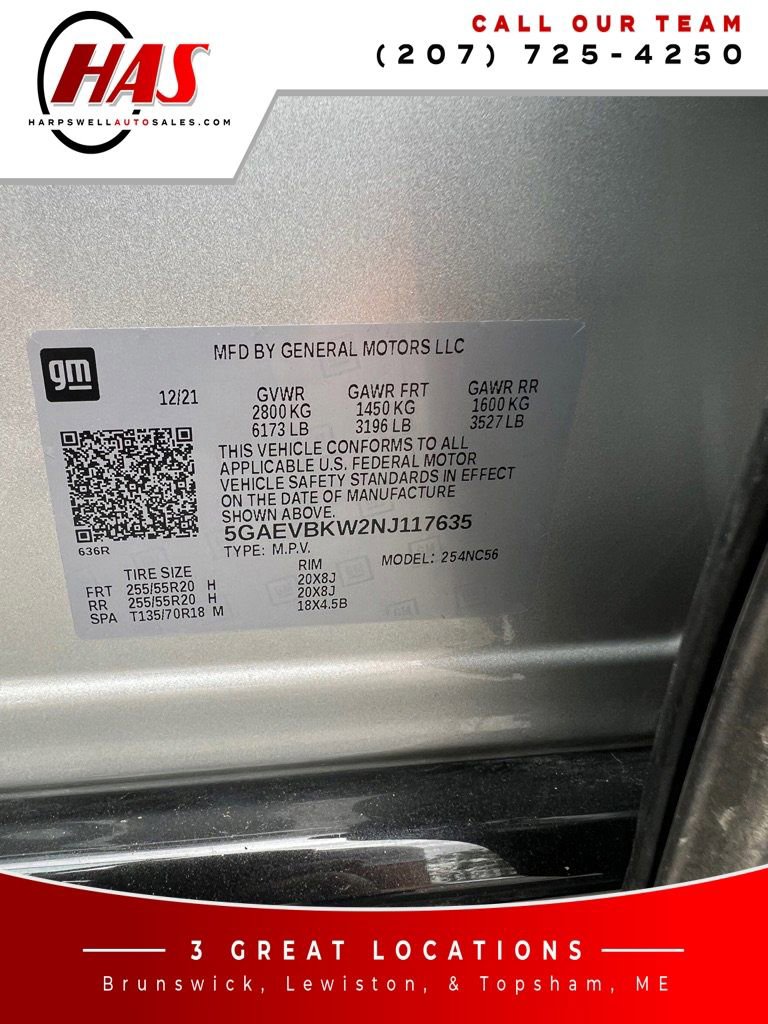 HAS
HARPSWELLAUTOSALES.COM
CALL OUR TEAM
(207) 725-4250
gm
MFD BY GENERAL MOTORS LLC
12/21 GVWR GAWR FRT GAWR RR
2800 KG 1450 KG 1600 KG
6173 LB 3196 LB 3527 LB
THIS VEHICLE CONFORMS TO ALL
APPLICABLE U.S. FEDERAL MOTOR
VEHICLE SAFETY STANDARDS IN EFFECT
ON THE DATE OF MANUFACTURE
SHOWN ABOVE.
5GAEVBKW2NJ117635
636R
TYPE: M.P.V. MODEL: 254NC56
TIRE SIZE RIM
FRT 255/55R20 H 20X8J
RR 255/55R20 H 20X8J
SPA T135/70R18 M 18X4.5B
3 GREAT LOCATIONS
Brunswick, Lewiston, & Topsham, ME